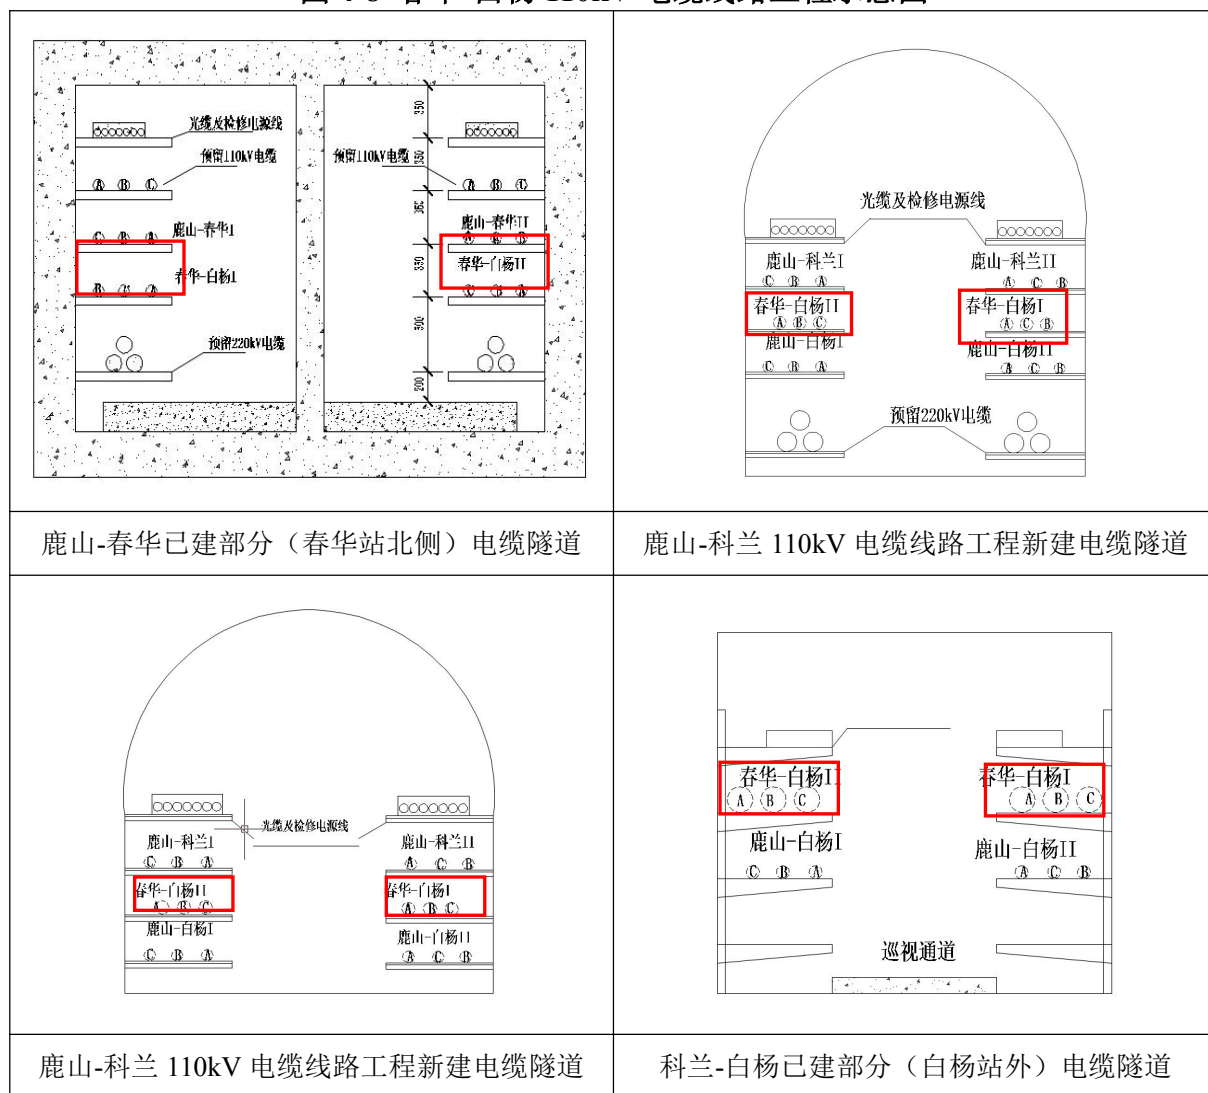 光缆及检修电源线
预留110kV电缆
预留110kV电缆
鹿山-春华I
鹿山-春华II
C B A
A C B
春华-白杨I
春华-白杨II
B C A
C B A
预留220kV电缆
A B C
A B C
350
350
350
350
300
200
鹿山-春华已建部分（春华站北侧）电缆隧道
光缆及检修电源线
鹿山-科兰I
鹿山-科兰II
C B A
A C B
春华-白杨II
春华-白杨I
A B C
A C B
鹿山-白杨I
鹿山-白杨II
C B A
A C B
预留220kV电缆
鹿山-科兰 110kV 电缆线路工程新建电缆隧道
光缆及检修电源线
鹿山-科兰I
鹿山-科兰II
C B A
A C B
春华-白杨II
春华-白杨I
A B C
A B C
鹿山-白杨I
鹿山-白杨II
C B A
A C B
鹿山-科兰 110kV 电缆线路工程新建电缆隧道
春华-白杨II
春华-白杨I
A B C
A B C
鹿山-白杨I
鹿山-白杨II
C B A
A C B
巡视通道
科兰-白杨已建部分（白杨站外）电缆隧道